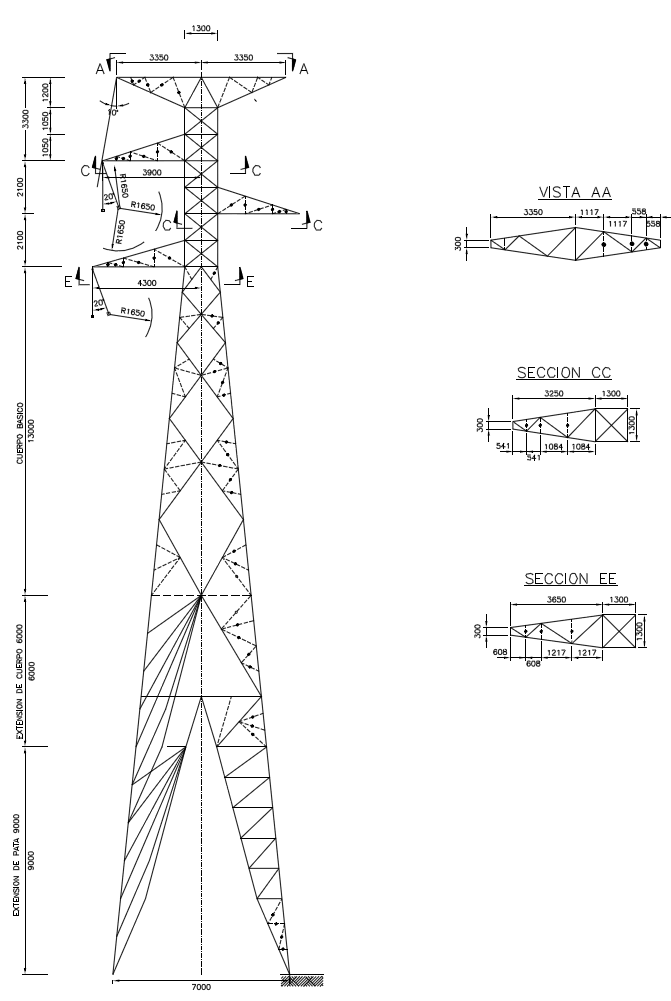 1300
3350 3350
A A
3300
1200
1050
1050
10°
C C
3900
2100
R1650
20°
R1650
R1650
C C
2100
E E
4300
20°
R1650
CUERPO BASICO
13000
EXTENSION DE CUERPO 6000
6000
EXTENSION DE PATA 9000
9000
7000
VISTA AA
3350 1117 558
1117 558
300
SECCION CC
3250 1300
300
1300
541 1084 1084
541
SECCION EE
3650 1300
300
1300
608 1217 1217
608